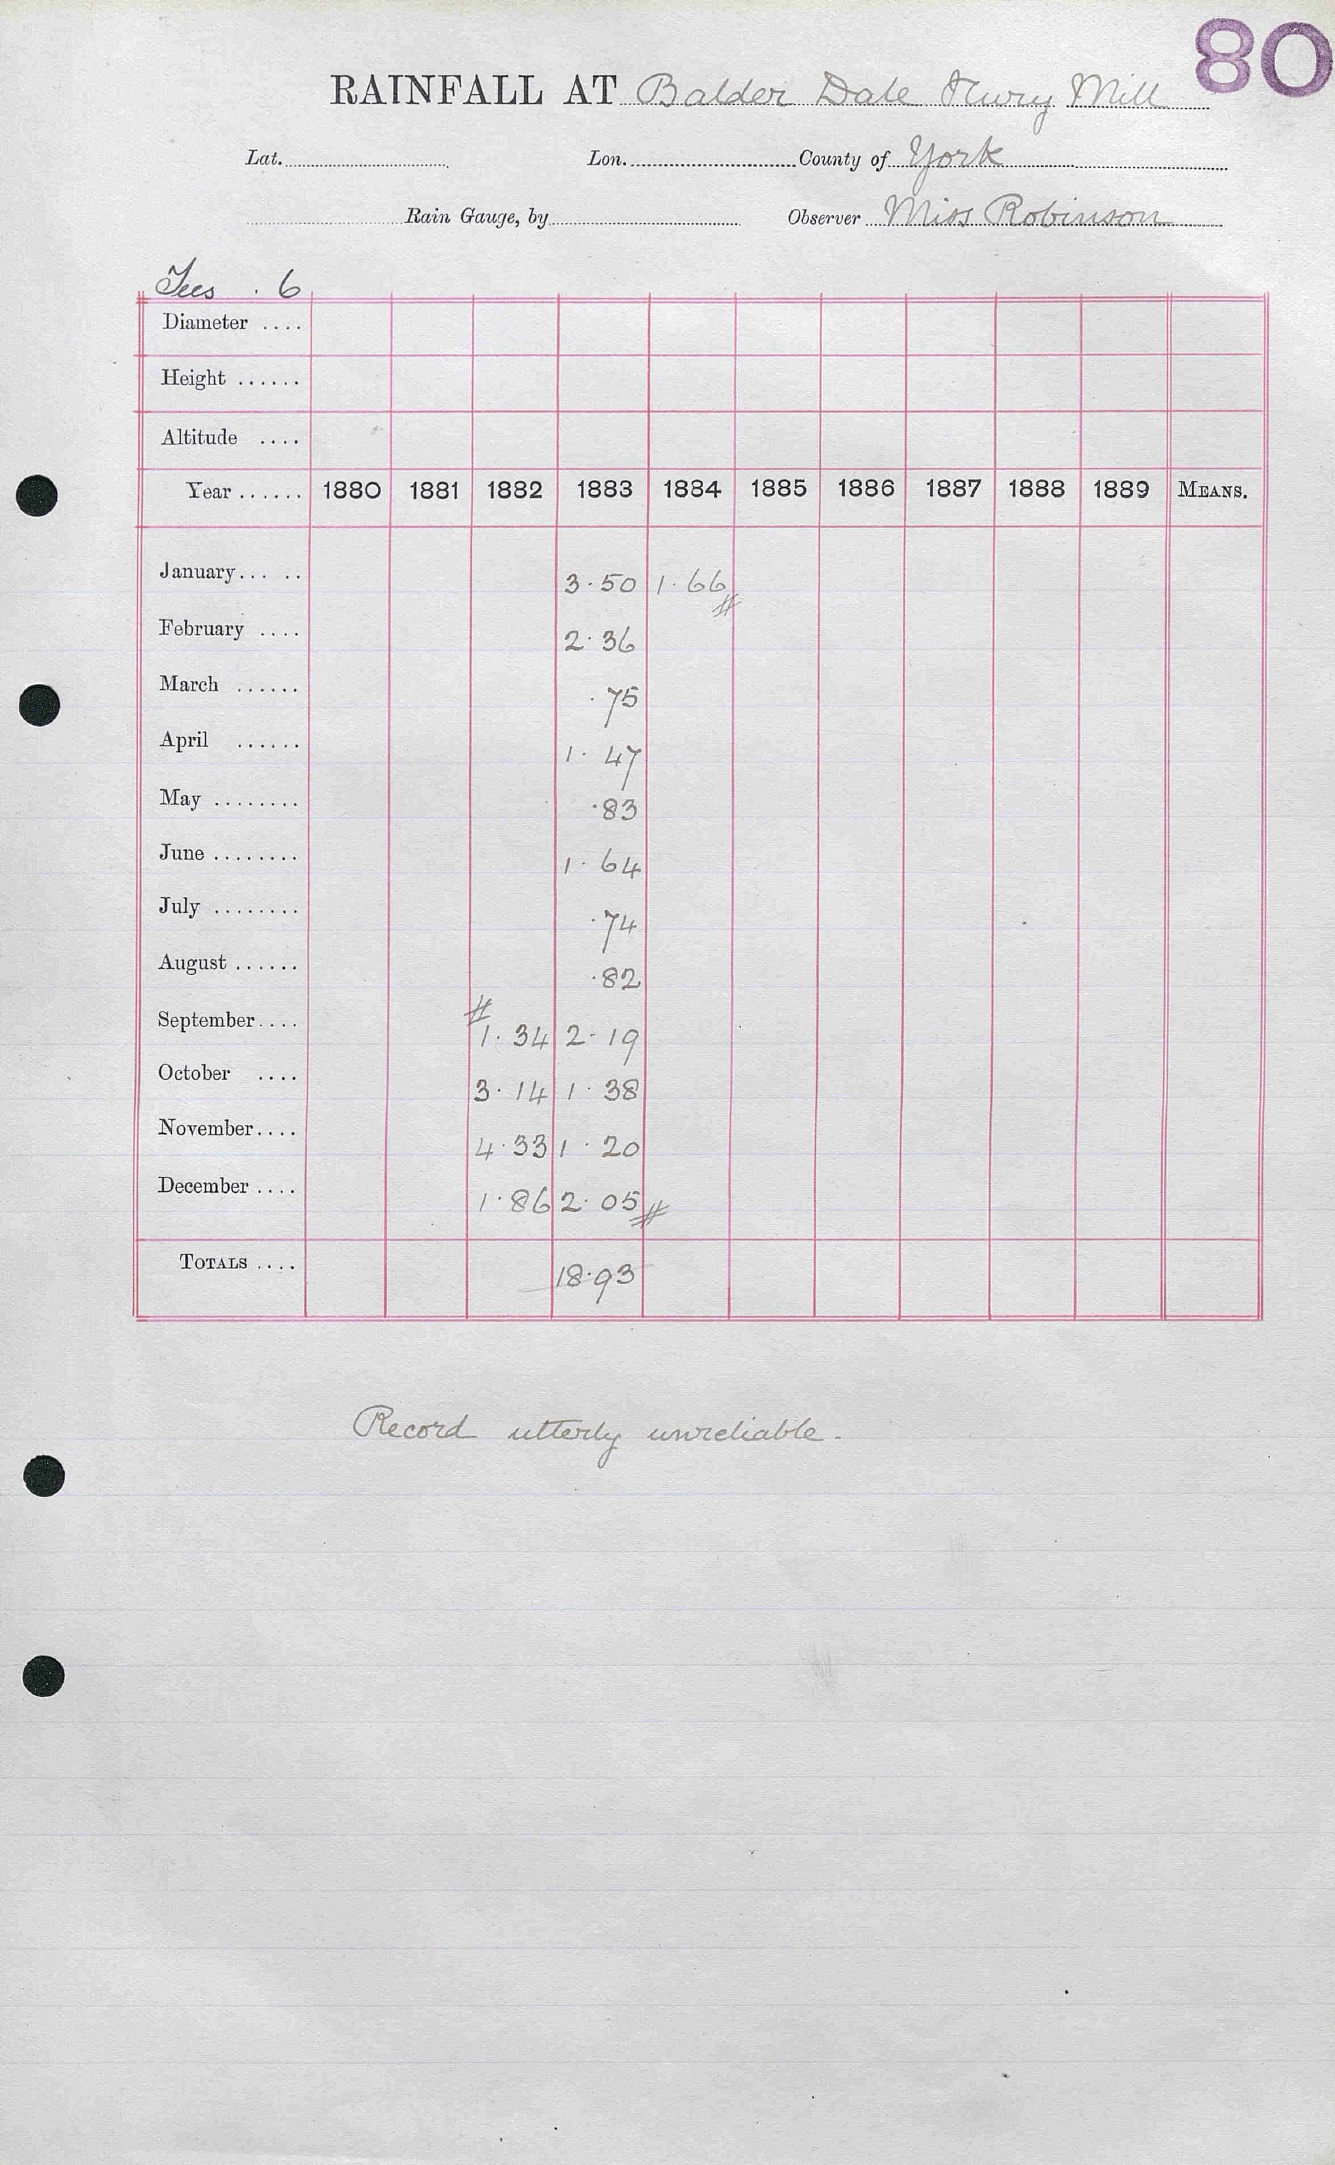 80
RAINFALL AT Balder Dale Hury Mill
Lat. Lon. County of York
Rain Gauge, by Observer Miss Robinson
Tees . 6
Diameter ....
Height ......
Altitude ....
Year ...... 1880 1881 1882 1883 1884 1885 1886 1887 1888 1889 MEANS.
January... .. 3.50 1.66 #
February .... 2.36
March ...... .75
April ...... 1.47
May ........ .83
June ........ 1.64
July ........ .74
August ...... .82
September.... # 1.34 2.19
October .... 3.14 1.38
November.... 4.33 1.20
December .... 1.86 2.05 #
TOTALS .... 18.93
Record utterly unreliable.